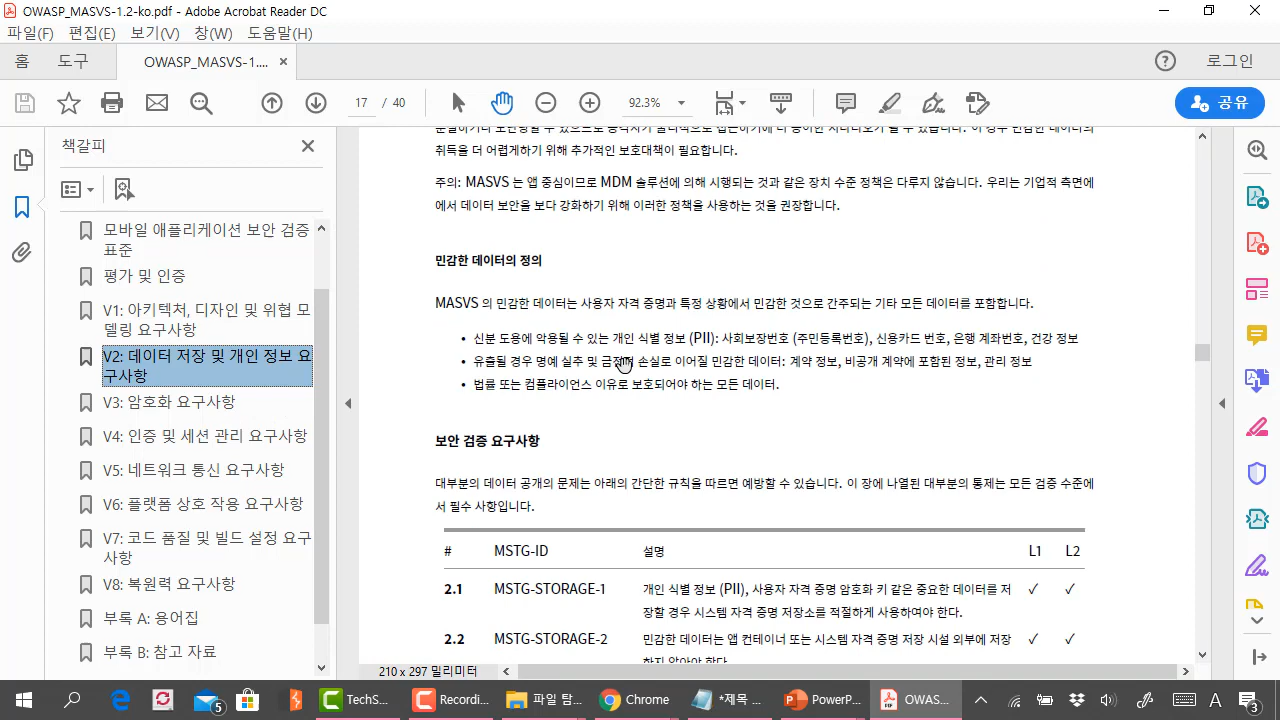 OWASP_MASVS-1.2-ko.pdf - Adobe Acrobat Reader DC
파일(F) 편집(E) 보기(V) 창(W) 도움말(H)
홈 도구 OWASP_MASVS-1.... × 로그인
17 / 40 92.3% 공유
책갈피
모바일 애플리케이션 보안 검증
표준
평가 및 인증
V1: 아키텍처, 디자인 및 위협 모
델링 요구사항
V2: 데이터 저장 및 개인 정보 요
구사항
V3: 암호화 요구사항
V4: 인증 및 세션 관리 요구사항
V5: 네트워크 통신 요구사항
V6: 플랫폼 상호 작용 요구사항
V7: 코드 품질 및 빌드 설정 요구
사항
V8: 복원력 요구사항
부록 A: 용어집
부록 B: 참고 자료
취득을 더 어렵게하기 위해 추가적인 보호대책이 필요합니다.
주의: MASVS 는 앱 중심이므로 MDM 솔루션에 의해 시행되는 것과 같은 장치 수준 정책은 다루지 않습니다. 우리는 기업적 측면에
에서 데이터 보안을 보다 강화하기 위해 이러한 정책을 사용하는 것을 권장합니다.
민감한 데이터의 정의
MASVS 의 민감한 데이터는 사용자 자격 증명과 특정 상황에서 민감한 것으로 간주되는 기타 모든 데이터를 포함합니다.
• 신분 도용에 악용될 수 있는 개인 식별 정보 (PII): 사회보장번호 (주민등록번호), 신용카드 번호, 은행 계좌번호, 건강 정보
• 유출될 경우 명예 실추 및 손실로 이어질 민감한 데이터: 계약 정보, 비공개 계약에 포함된 정보, 관리 정보
• 법률 또는 컴플라이언스 이유로 보호되어야 하는 모든 데이터.
보안 검증 요구사항
대부분의 데이터 공개의 문제는 아래의 간단한 규칙을 따르면 예방할 수 있습니다. 이 장에 나열된 대부분의 통제는 모든 검증 수준에
서 필수 사항입니다.
# MSTG-ID 설명 L1 L2
2.1 MSTG-STORAGE-1 개인 식별 정보 (PII), 사용자 자격 증명 암호화 키 같은 중요한 데이터를 저 ✓ ✓
장할 경우 시스템 자격 증명 저장소를 적절하게 사용하여야 한다.
2.2 MSTG-STORAGE-2 민감한 데이터는 앱 컨테이너 또는 시스템 자격 증명 저장 시설 외부에 저장 ✓ ✓
210 x 297 밀리미터
5 TechS... Recordi... 파일 탐... Chrome *제목 ... PowerP... OWAS... A 3